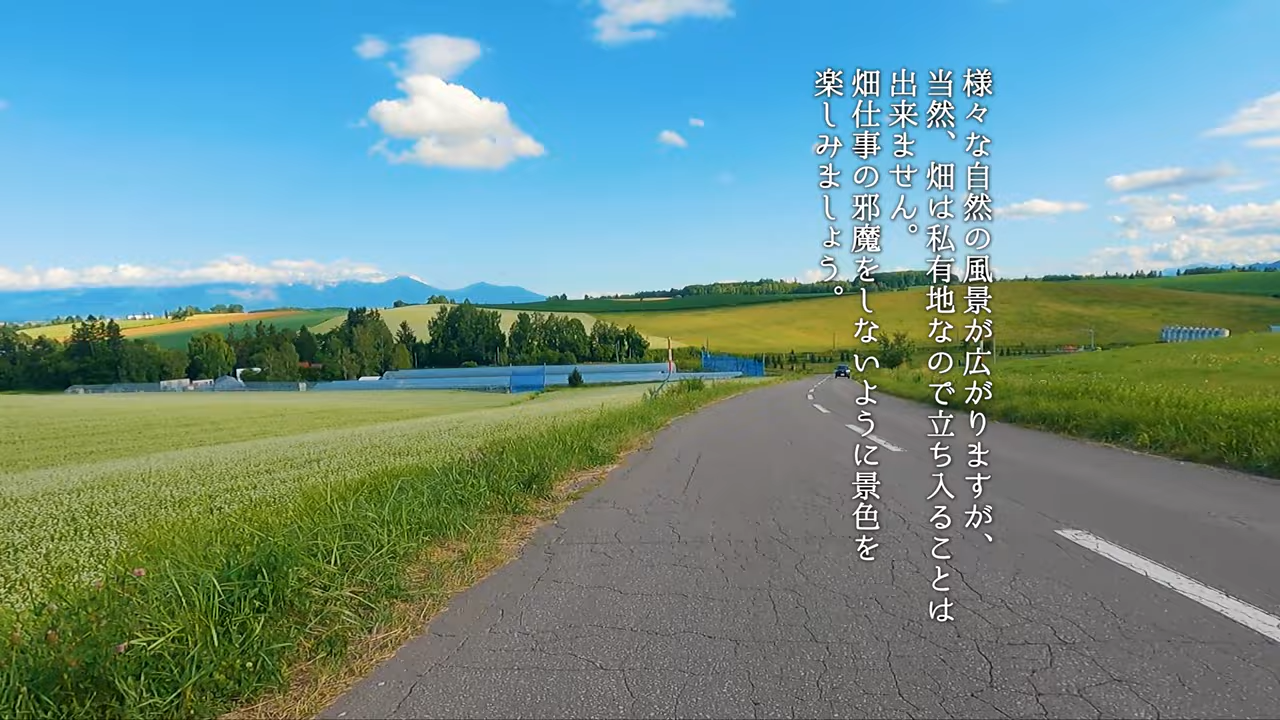 様々な自然の風景が広がりますが、
当然、畑は私有地なので立ち入ることは
出来ません。
畑仕事の邪魔をしないように景色を
楽しみましょう。